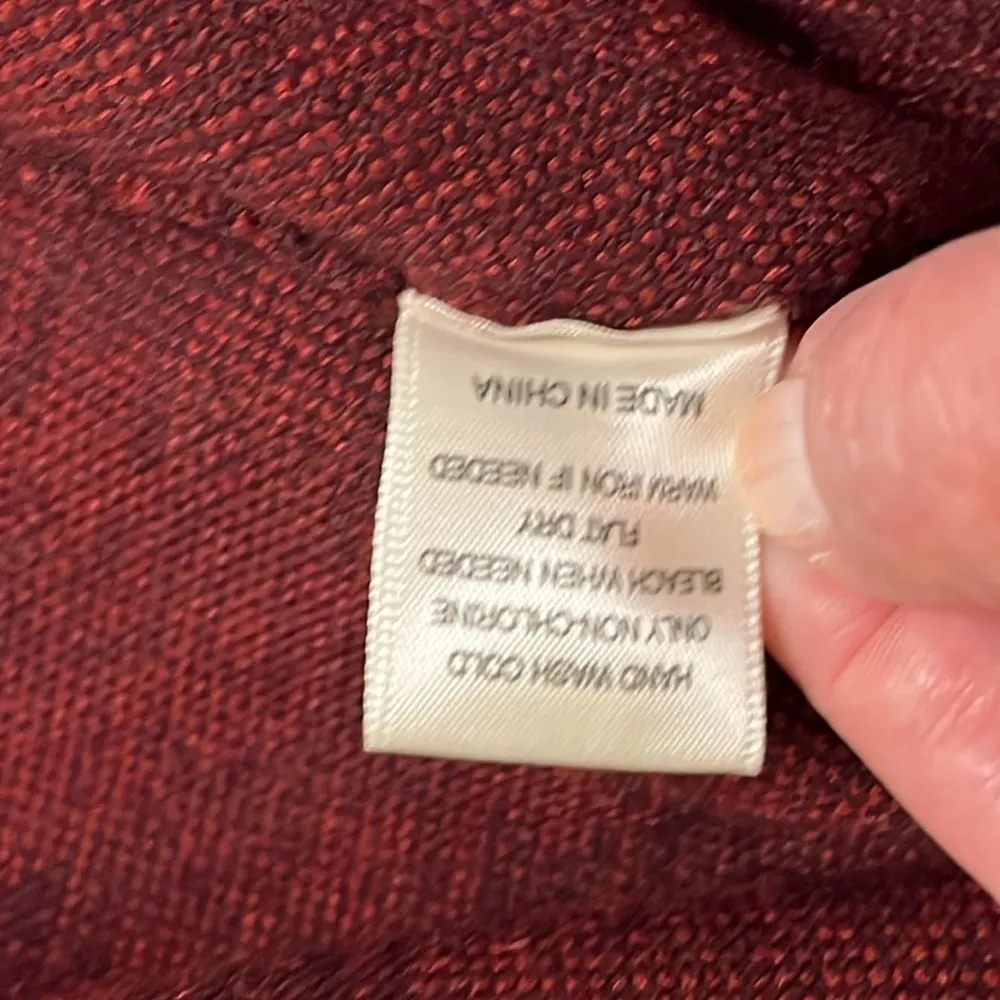 HAND WASH COLD
ONLY NON-CHLORINE
BLEACH WHEN NEEDED
FLAT DRY
WARM IRON IF NEEDED
MADE IN CHINA